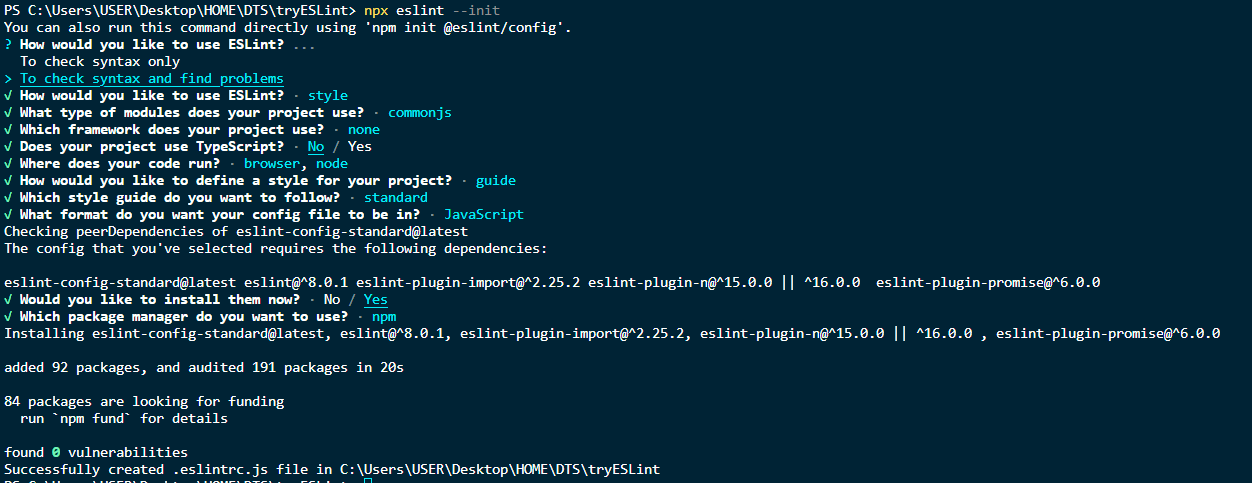 PS C:\Users\USER\Desktop\HOME\DTS\tryESLint> npx eslint --init
You can also run this command directly using 'npm init @eslint/config'.
? How would you like to use ESLint? ...
  To check syntax only
> To check syntax and find problems
√ How would you like to use ESLint? · style
√ What type of modules does your project use? · commonjs
√ Which framework does your project use? · none
√ Does your project use TypeScript? · No / Yes
√ Where does your code run? · browser, node
√ How would you like to define a style for your project? · guide
√ Which style guide do you want to follow? · standard
√ What format do you want your config file to be in? · JavaScript
Checking peerDependencies of eslint-config-standard@latest
The config that you've selected requires the following dependencies:

eslint-config-standard@latest eslint@^8.0.1 eslint-plugin-import@^2.25.2 eslint-plugin-n@^15.0.0 || ^16.0.0  eslint-plugin-promise@^6.0.0
√ Would you like to install them now? · No / Yes
√ Which package manager do you want to use? · npm
Installing eslint-config-standard@latest, eslint@^8.0.1, eslint-plugin-import@^2.25.2, eslint-plugin-n@^15.0.0 || ^16.0.0 , eslint-plugin-promise@^6.0.0

added 92 packages, and audited 191 packages in 20s

84 packages are looking for funding
  run `npm fund` for details

found 0 vulnerabilities
Successfully created .eslintrc.js file in C:\Users\USER\Desktop\HOME\DTS\tryESLint